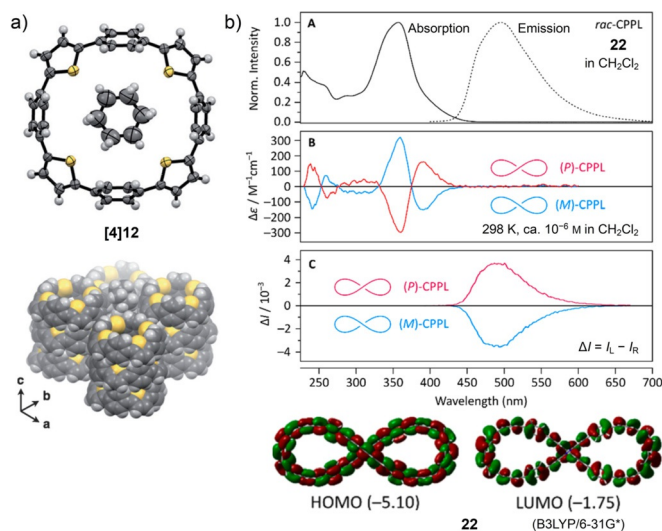 a)
[4]12
c
b
a
b)
A
Absorption
Emission
rac-CPPL
22
in CH2Cl2
Norm. Intensity
1.0
0.8
0.6
0.4
0.2
0.0
B
(P)-CPPL
(M)-CPPL
298 K, ca. 10⁻⁶ M in CH2Cl2
Δε / M⁻¹cm⁻¹
300
200
100
0
−100
−200
−300
C
(P)-CPPL
(M)-CPPL
ΔI = IL − IR
ΔI / 10⁻³
4
2
0
−2
−4
250 300 350 400 450 500 550 600 650 700
Wavelength (nm)
HOMO (−5.10)
LUMO (−1.75)
22
(B3LYP/6-31G*)